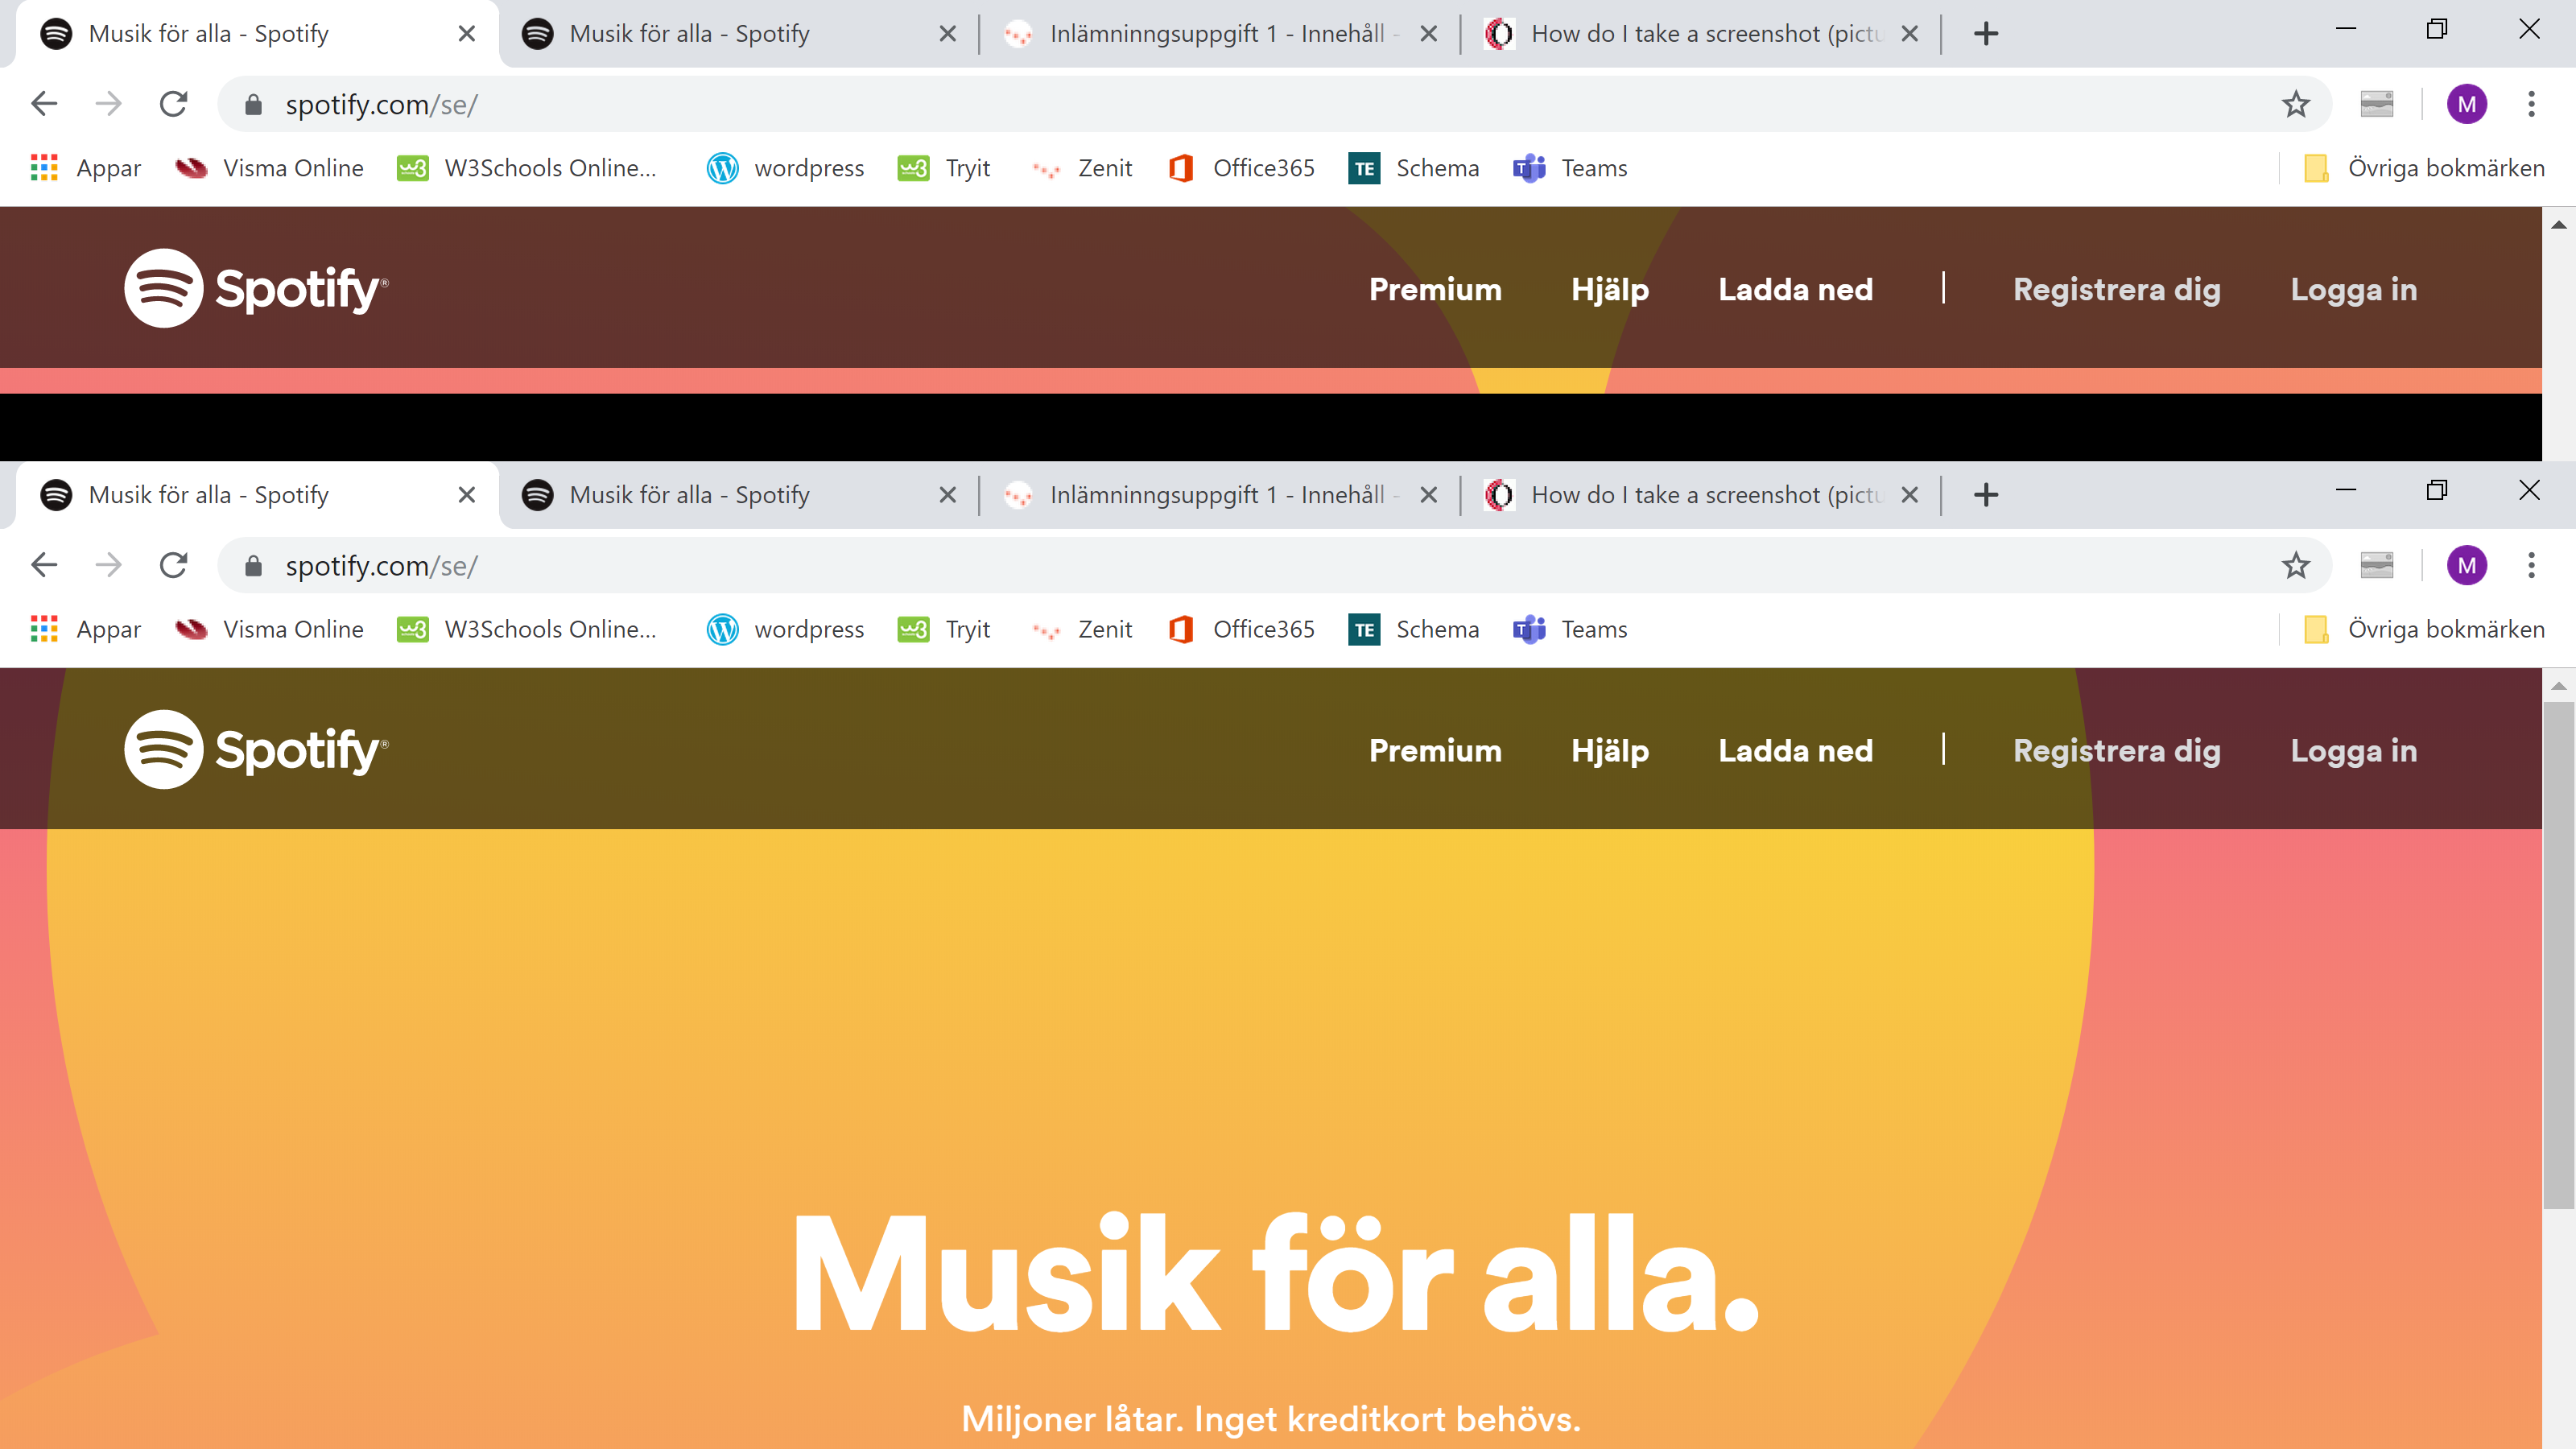 Musik för alla - Spotify Musik för alla - Spotify Inlämninngsuppgift 1 - Innehåll - How do I take a screenshot (pictu
spotify.com/se/ M
Appar Visma Online W3Schools Online... wordpress Tryit Zenit Office365 TE Schema Teams Övriga bokmärken
Spotify® Premium Hjälp Ladda ned | Registrera dig Logga in
Musik för alla - Spotify Musik för alla - Spotify Inlämninngsuppgift 1 - Innehåll - How do I take a screenshot (pictu
spotify.com/se/ M
Appar Visma Online W3Schools Online... wordpress Tryit Zenit Office365 TE Schema Teams Övriga bokmärken
Spotify® Premium Hjälp Ladda ned | Registrera dig Logga in
Musik för alla.
Miljoner låtar. Inget kreditkort behövs.